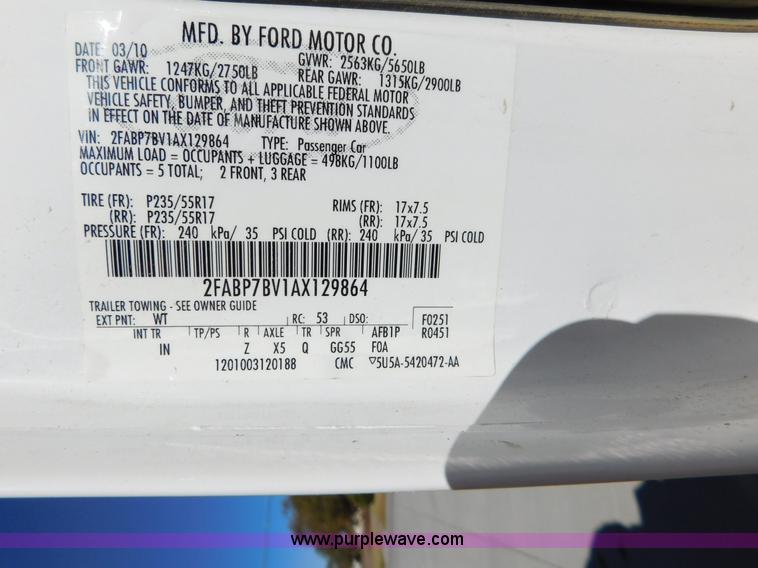 MFD. BY FORD MOTOR CO.
DATE: 03/10 GVWR: 2563KG/5650LB
FRONT GAWR: 1247KG/2750LB REAR GAWR: 1315KG/2900LB
THIS VEHICLE CONFORMS TO ALL APPLICABLE FEDERAL MOTOR
VEHICLE SAFETY, BUMPER, AND THEFT PREVENTION STANDARDS
IN EFFECT ON THE DATE OF MANUFACTURE SHOWN ABOVE.
VIN: 2FABP7BV1AX129864 TYPE: Passenger Car
MAXIMUM LOAD = OCCUPANTS + LUGGAGE = 498KG/1100LB
OCCUPANTS = 5 TOTAL; 2 FRONT, 3 REAR
TIRE (FR): P235/55R17 RIMS (FR): 17x7.5
(RR): P235/55R17 (RR): 17x7.5
PRESSURE (FR): 240 kPa/ 35 PSI COLD (RR): 240 kPa/ 35 PSI COLD
2FABP7BV1AX129864
TRAILER TOWING - SEE OWNER GUIDE
EXT PNT: WT RC: 53 DSO: F0251
INT TR TP/PS R AXLE TR SPR AFB1P R0451
IN Z X5 Q GG55 F0A
1201003120188 CMC ▽5U5A-5420472-AA
www.purplewave.com